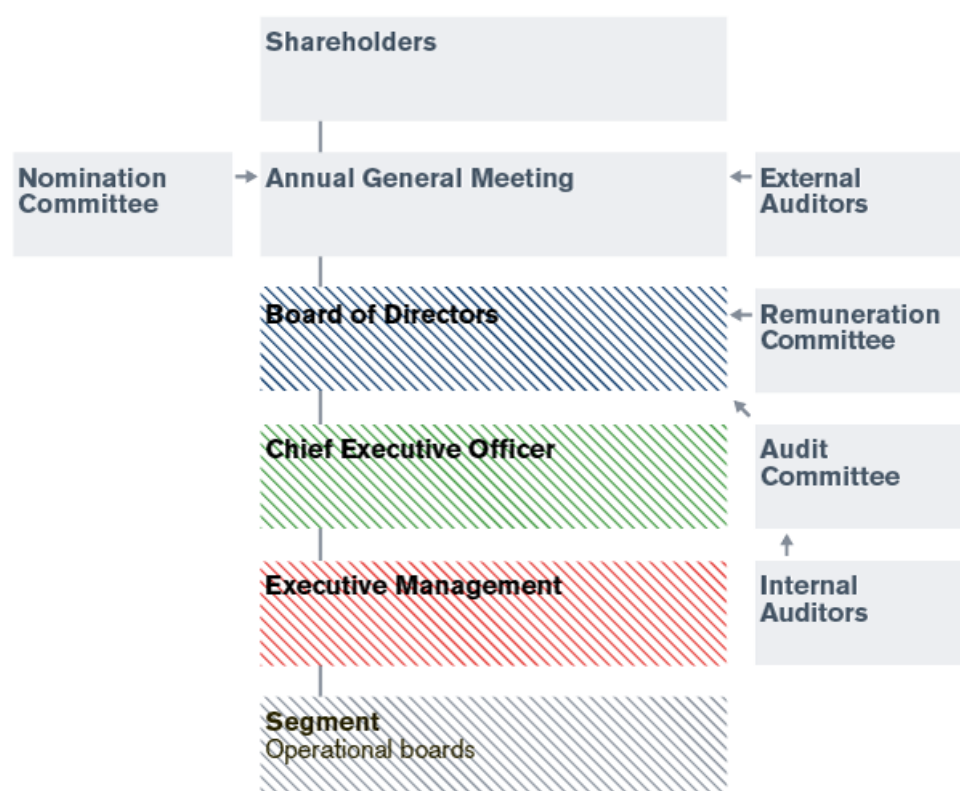 Shareholders
Nomination
Committee
Annual General Meeting
External
Auditors
Board of Directors
Remuneration
Committee
Chief Executive Officer
Audit
Committee
Executive Management
Internal
Auditors
Segment
Operational boards